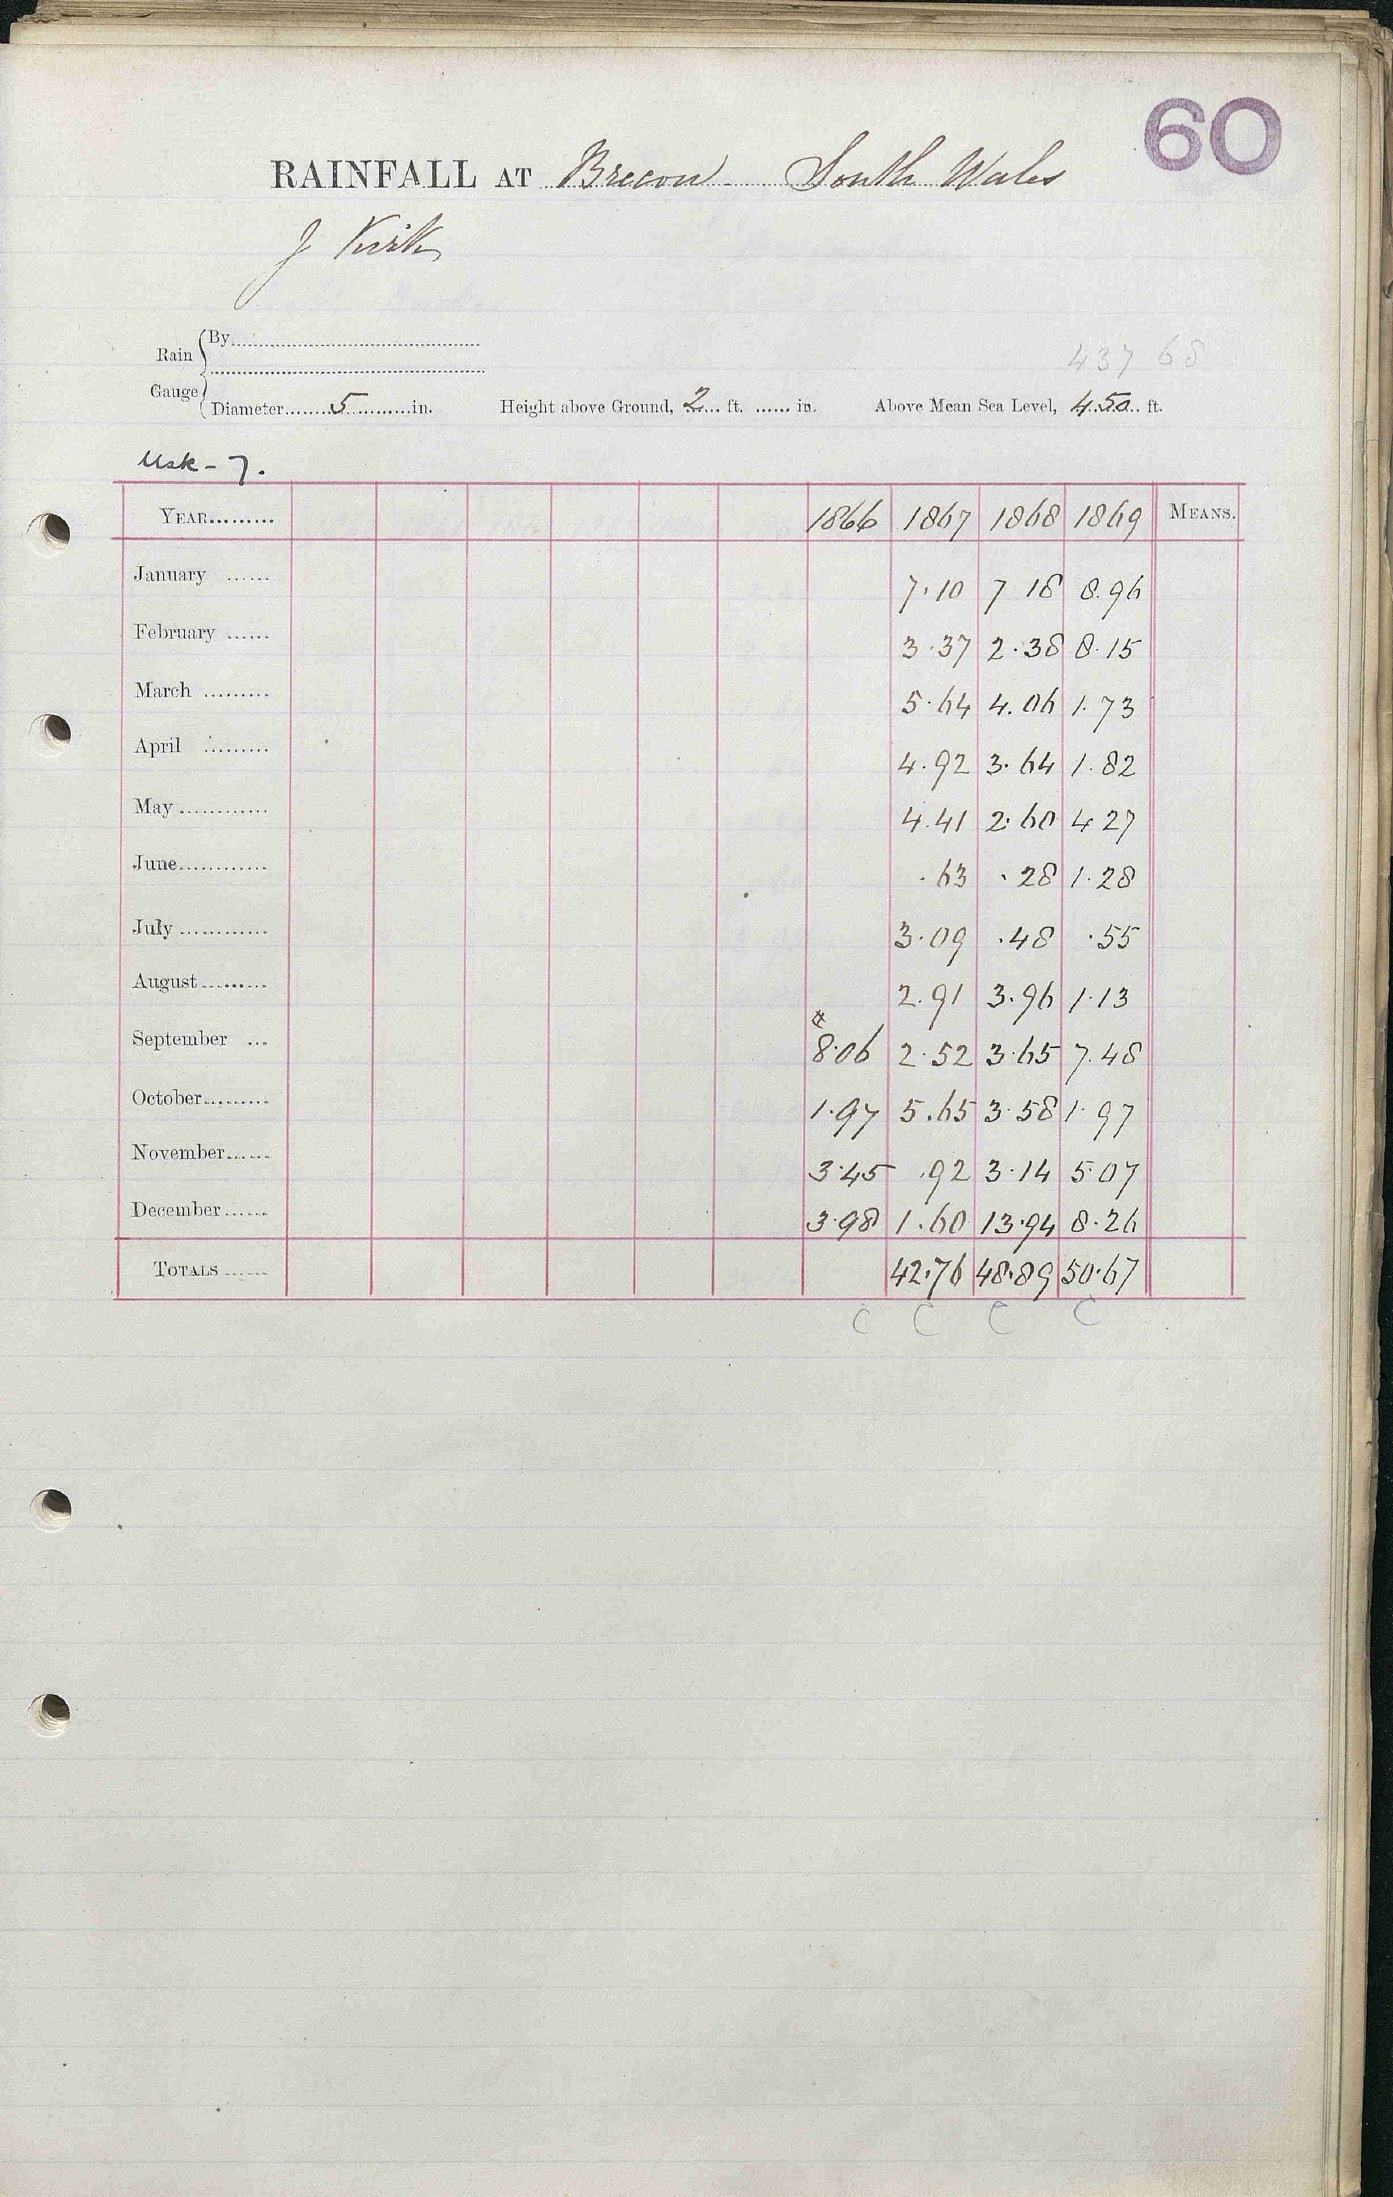 60
RAINFALL AT Brecon South Wales
J Kirk
Rain Gauge
By
437 68
Diameter 5 in. Height above Ground, 2 ft. in. Above Mean Sea Level, 450 ft.
Usk - 7.
YEAR 1866 1867 1868 1869 MEANS.
January 7.10 7 18 8.96
February 3.37 2.38 8.15
March 5.64 4.06 1.73
April 4.92 3.64 1.82
May 4.41 2.60 4.27
June .63 .28 1.28
July 3.09 .48 .55
August 2.91 3.96 1.13
September 8.06 2.52 3.65 7.48
October 1.97 5.65 3.58 1.97
November 3.45 .92 3.14 5.07
December 3.98 1.60 13.94 8.26
TOTALS 42.76 48.89 50.67
C C C C